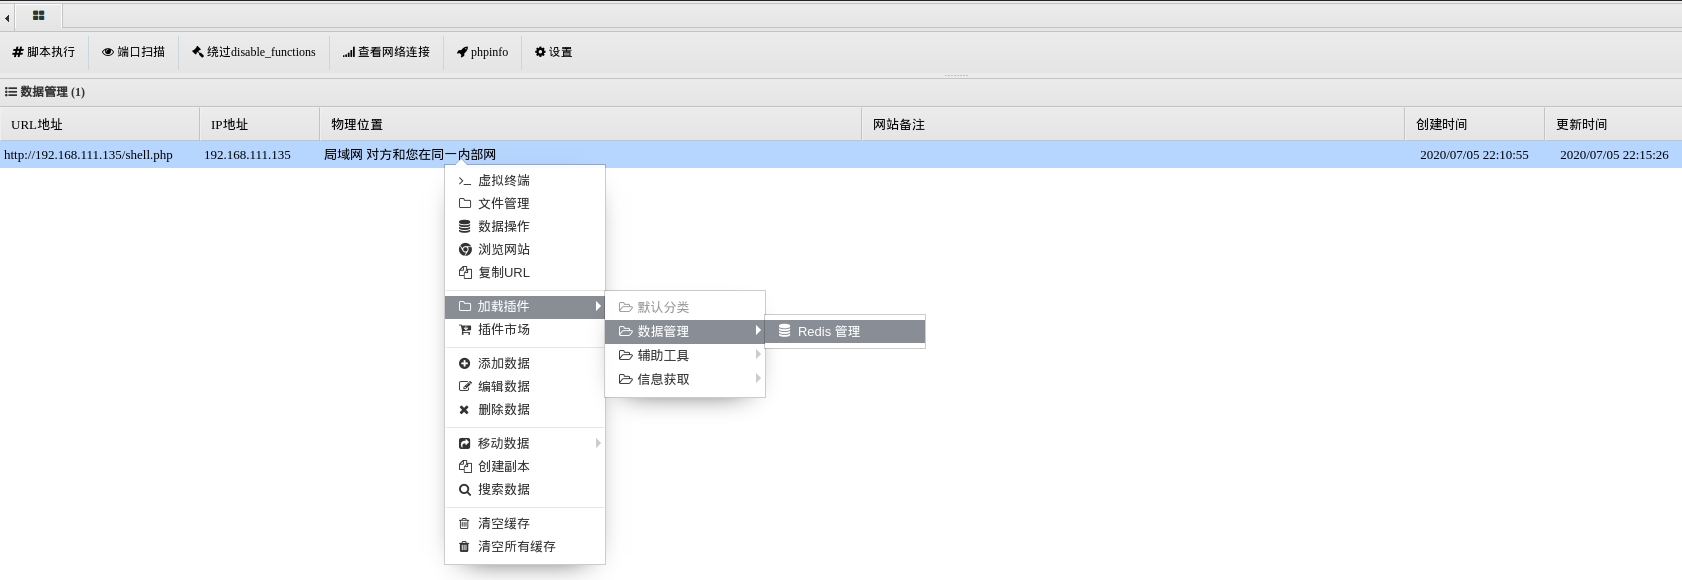 脚本执行 端口扫描 绕过disable_functions 查看网络连接 phpinfo 设置
数据管理 (1)
URL地址 IP地址 物理位置 网站备注 创建时间 更新时间
http://192.168.111.135/shell.php 192.168.111.135 局域网 对方和您在同一内部网 2020/07/05 22:10:55 2020/07/05 22:15:26
虚拟终端
文件管理
数据操作
浏览网站
复制URL
加载插件
插件市场
添加数据
编辑数据
删除数据
移动数据
创建副本
搜索数据
清空缓存
清空所有缓存
默认分类
数据管理
辅助工具
信息获取
Redis 管理